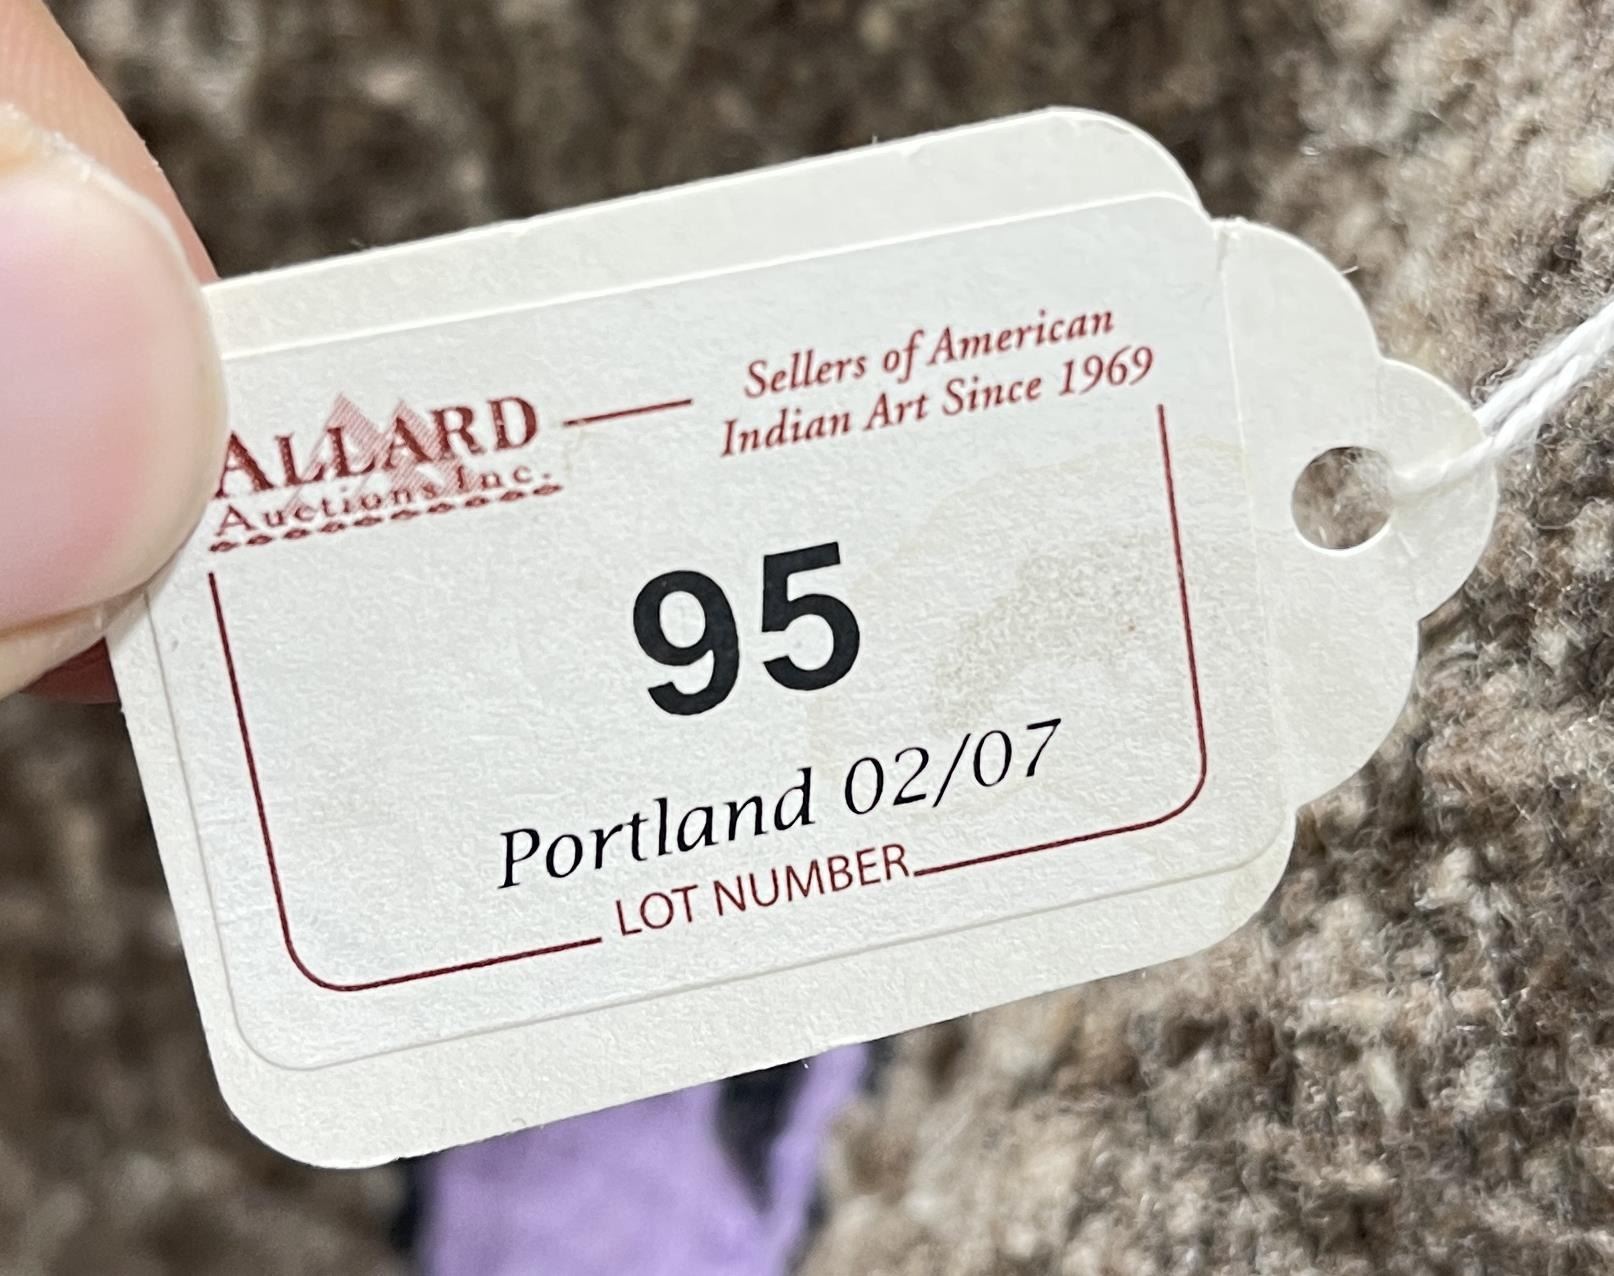 ALLARD
Auctions Inc.
Sellers of American
Indian Art Since 1969
95
Portland 02/07
LOT NUMBER